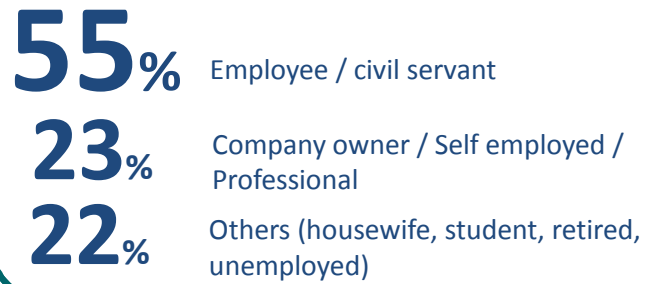 55% Employee / civil servant
23% Company owner / Self employed /
Professional
22% Others (housewife, student, retired,
unemployed)